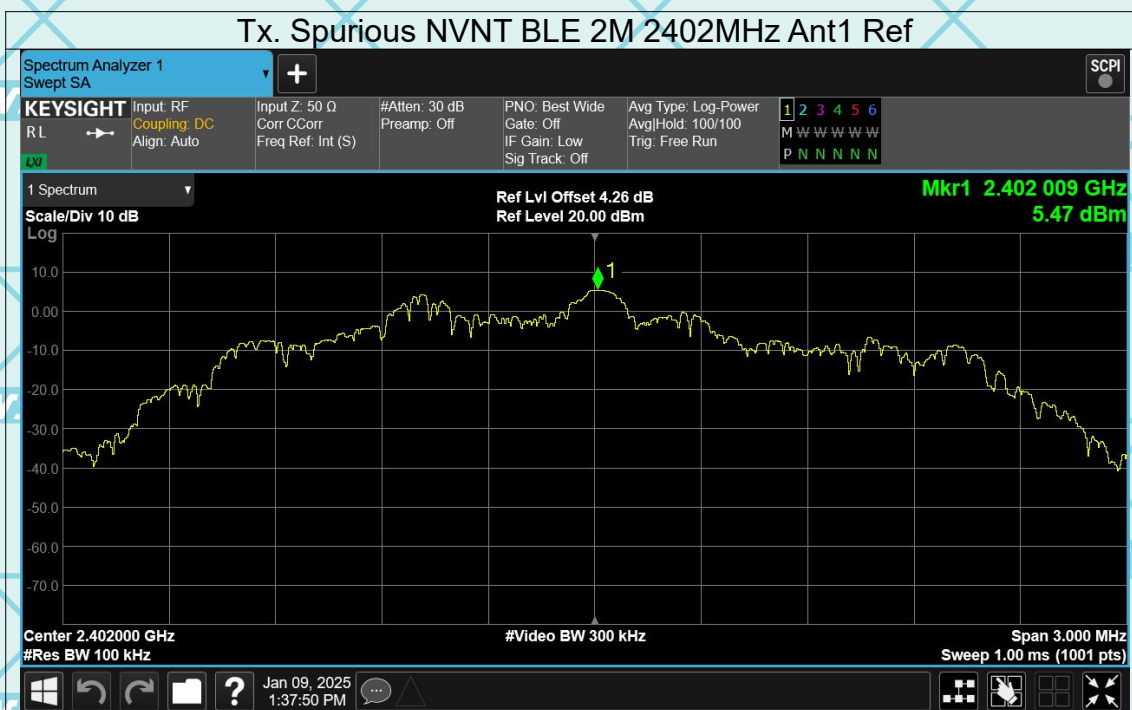 Tx. Spurious NVNT BLE 2M 2402MHz Ant1 Ref
Spectrum Analyzer 1
Swept SA
SCPI
KEYSIGHT
RL
LXI
Input: RF
Coupling: DC
Align: Auto
Input Z: 50 Ω
Corr CCorr
Freq Ref: Int (S)
#Atten: 30 dB
Preamp: Off
PNO: Best Wide
Gate: Off
IF Gain: Low
Sig Track: Off
Avg Type: Log-Power
Avg|Hold: 100/100
Trig: Free Run
1 2 3 4 5 6
M W W W W W
P N N N N N
1 Spectrum
Scale/Div 10 dB
Ref Lvl Offset 4.26 dB
Ref Level 20.00 dBm
Mkr1 2.402 009 GHz
5.47 dBm
Log
1
10.0
0.00
-10.0
-20.0
-30.0
-40.0
-50.0
-60.0
-70.0
Center 2.402000 GHz
#Video BW 300 kHz
Span 3.000 MHz
#Res BW 100 kHz
Sweep 1.00 ms (1001 pts)
?
Jan 09, 2025
1:37:50 PM